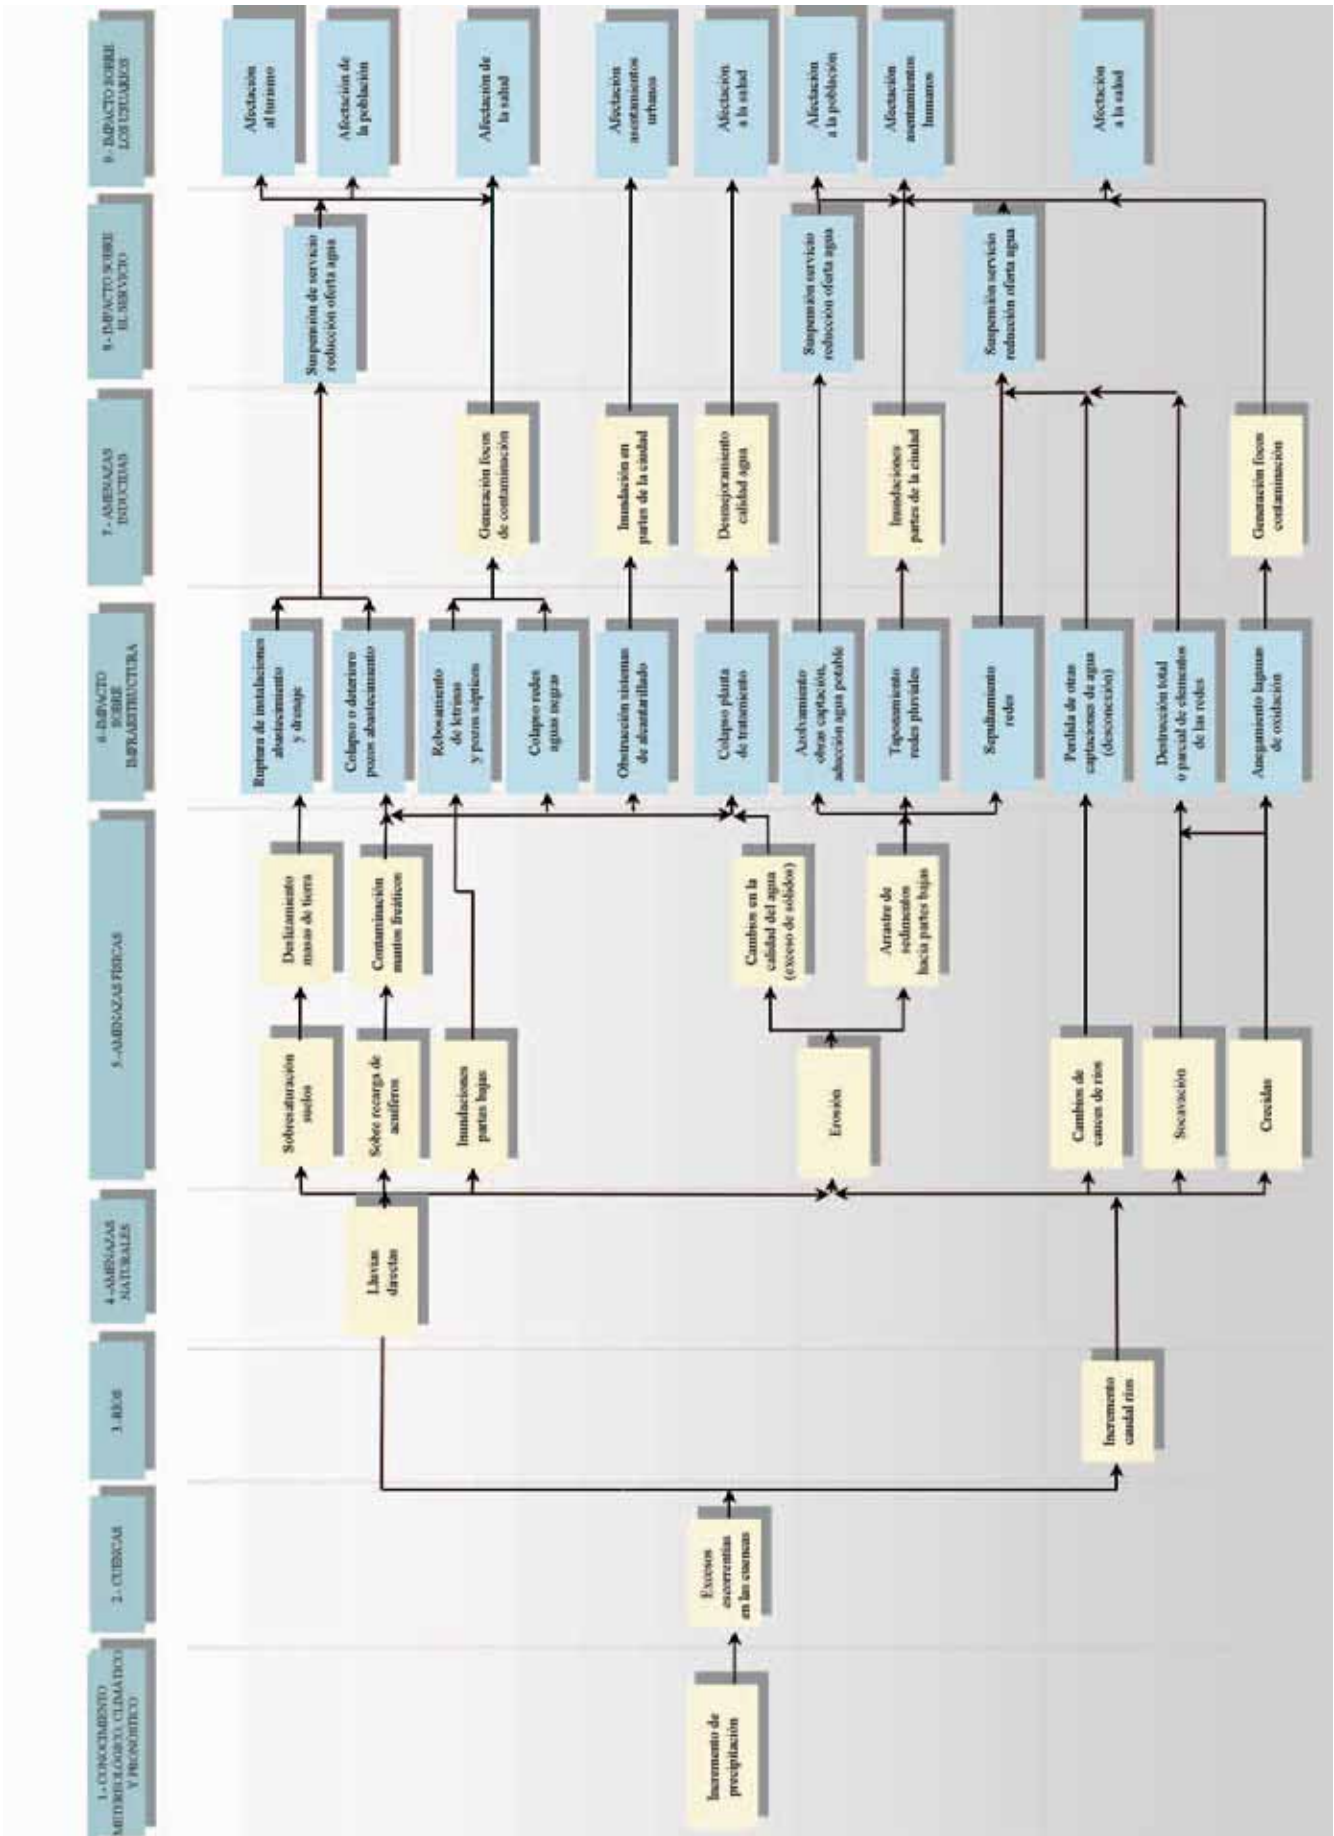 1.- CONOCIMIENTO
METEREOLÓGICO, CLIMÁTICO
Y PRONÓSTICO
2.- CUENCAS
3.-RÍOS
4.-AMENAZAS
NATURALES
5.-AMENAZAS FÍSICAS
6.-IMPACTO
SOBRE
INFRAESTRUCTURA
7.- AMENAZAS
INDUCIDAS
8.- IMPACTO SOBRE
EL SERVICIO
9.- IMPACTO SOBRE
LOS USUARIOS
Incremento de
precipitación
Excesos
escorrentías
en las cuencas
Incremento
caudal ríos
Lluvias
directas
Sobresaturación
suelos
Sobre recarga de
acuíferos
Inundaciones
partes bajas
Erosión
Cambios de
cauces de ríos
Socavación
Crecidas
Deslizamiento
masas de tierra
Contaminación
mantos freáticos
Cambios en la
calidad del agua
(exceso de sólidos)
Arrastre de
sedimentos
hacia partes bajas
Ruptura de instalaciones
abastecimiento
y drenaje
Colapso o deterioro
pozos abastecimiento
Rebosamiento
de letrinas
y pozos sépticos
Colapso redes
aguas negras
Obstrucción sistemas
de alcantarillado
Colapso planta
de tratamiento
Azolvamiento
obras captación,
aducción agua potable
Taponamiento
redes pluviales
Sepultamiento
redes
Perdida de otras
captaciones de agua
(desconexión)
Destrucción total
o parcial de elementos
de las redes
Anegamiento lagunas
de oxidación
Generación focos
de contaminación
Inundación en
partes de la ciudad
Desmejoramiento
calidad agua
Inundaciones
partes de la ciudad
Generación focos
contaminación
Suspensión de servicio
reducción oferta agua
Suspensión servicio
reducción oferta agua
Suspensión servicio
reducción oferta agua
Afectación
al turismo
Afectación de
la población
Afectación de
la salud
Afectación
asentamientos
urbanos
Afectación
a la salud
Afectación
a la población
Afectación
asentamientos
humanos
Afectación
a la salud